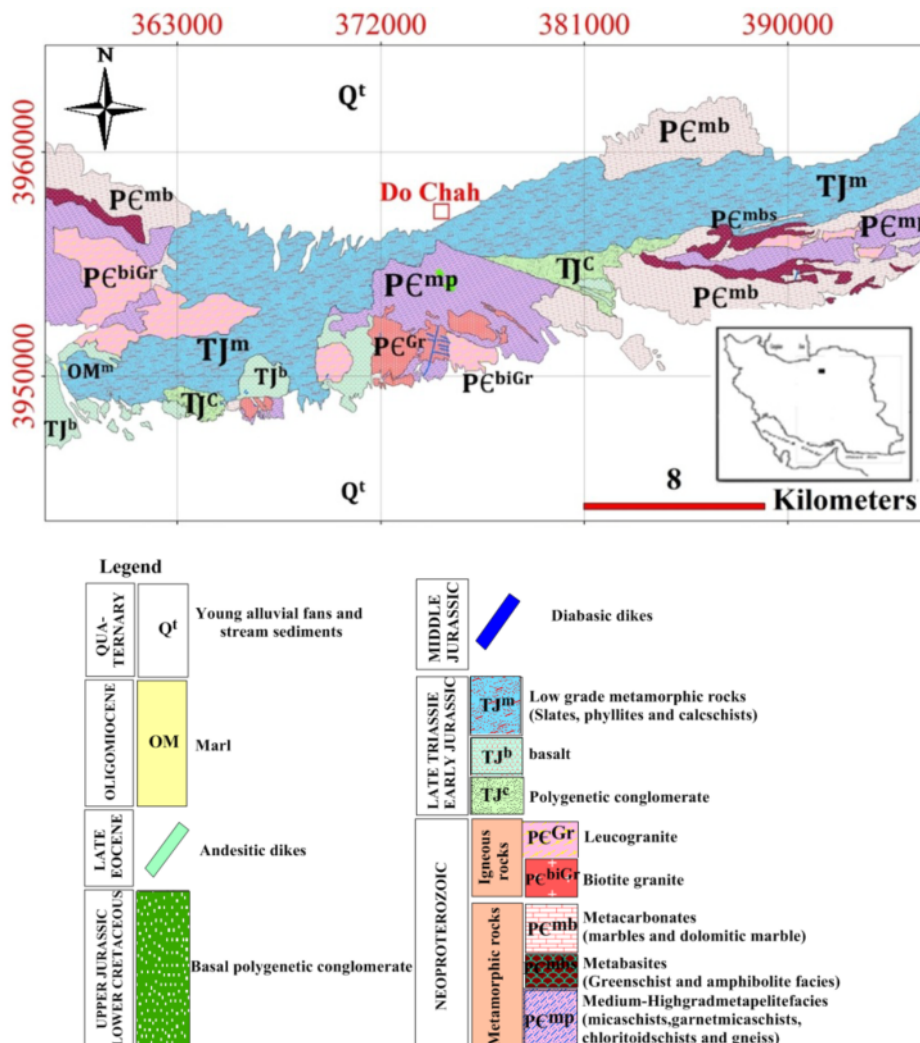 363000 372000 381000 390000
N
Qᵗ
3960000
PЄᵐᵇ
Do Chah
TJᵐ
PЄᵐᵇ
PЄᵐᵇˢ
PЄᵐᵖ
PЄᵇⁱᴳʳ
PЄᵐᵖ
TJᶜ
PЄᵐᵇ
TJᵐ
PЄᴳʳ
3950000
OMᵐ
TJᵇ
PЄᵇⁱᴳʳ
TJᶜ
TJᵇ
Qᵗ
8
Kilometers
Legend
QUA-
TERNARY
Qᵗ
Young alluvial fans and
stream sediments
OLIGOMIOCENE
OM
Marl
LATE
EOCENE
Andesitic dikes
UPPER JURASSIC
LOWER CRETACEOUS
Basal polygenetic conglomerate
MIDDLE
JURASSIC
Diabasic dikes
LATE TRIASSIE
EARLY JURASSIC
TJᵐ
Low grade metamorphic rocks
(Slates, phyllites and calcschists)
TJᵇ
basalt
TJᶜ
Polygenetic conglomerate
NEOPROTEROZOIC
Igneous
rocks
PЄᴳʳ
Leucogranite
PЄᵇⁱᴳʳ
Biotite granite
Metamorphic rocks
PЄᵐᵇ
Metacarbonates
(marbles and dolomitic marble)
PЄᵐᵇˢ
Metabasites
(Greenschist and amphibolite facies)
PЄᵐᵖ
Medium-Highgradmetapelitefacies
(micaschists,garnetmicaschists,
chloritoidschists and gneiss)